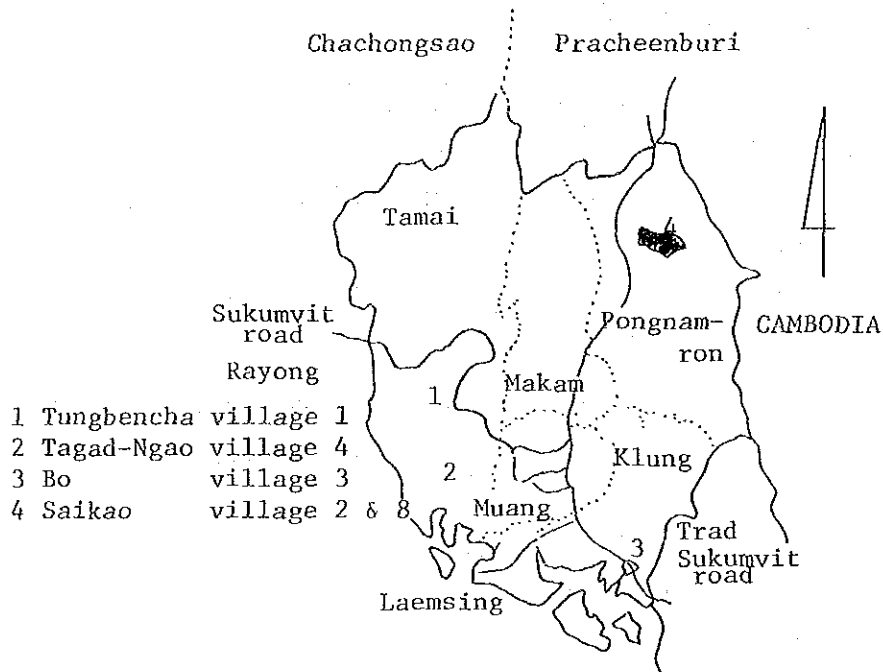 Chachongsao
Pracheenburi
Tamai
Sukumvit
road
Pongnam-
ron
CAMBODIA
Rayong
1
Makam
1 Tungbencha village 1
2 Tagad-Ngao village 4
3 Bo village 3
4 Saikao village 2 & 8
2
Klung
Muang
3
Trad
Sukumvit
road
Laemsing